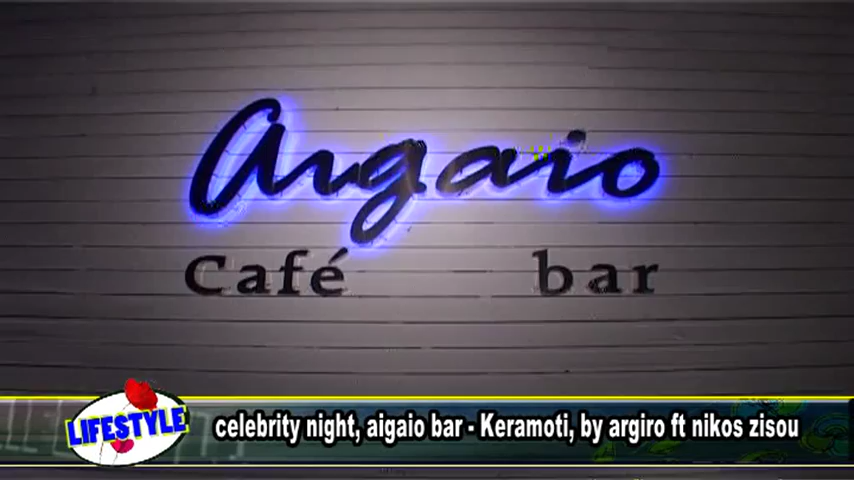 aigaio
Café bar
LIFESTYLE
celebrity night, aigaio bar - Keramoti, by argiro ft nikos zisou